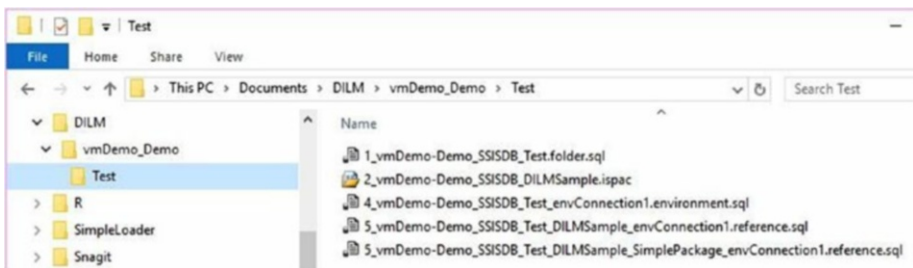 Test
File Home Share View
This PC > Documents > DILM > vmDemo_Demo > Test
Search Test
DILM
vmDemo_Demo
Test
R
SimpleLoader
Snagit
Name
1_vmDemo-Demo_SSISDB_Test.folder.sql
2_vmDemo-Demo_SSISDB_DILMSample.ispac
4_vmDemo-Demo_SSISDB_Test_envConnection1.environment.sql
5_vmDemo-Demo_SSISDB_Test_DILMSample_envConnection1.reference.sql
5_vmDemo-Demo_SSISDB_Test_DILMSample_SimplePackage_envConnection1.reference.sql